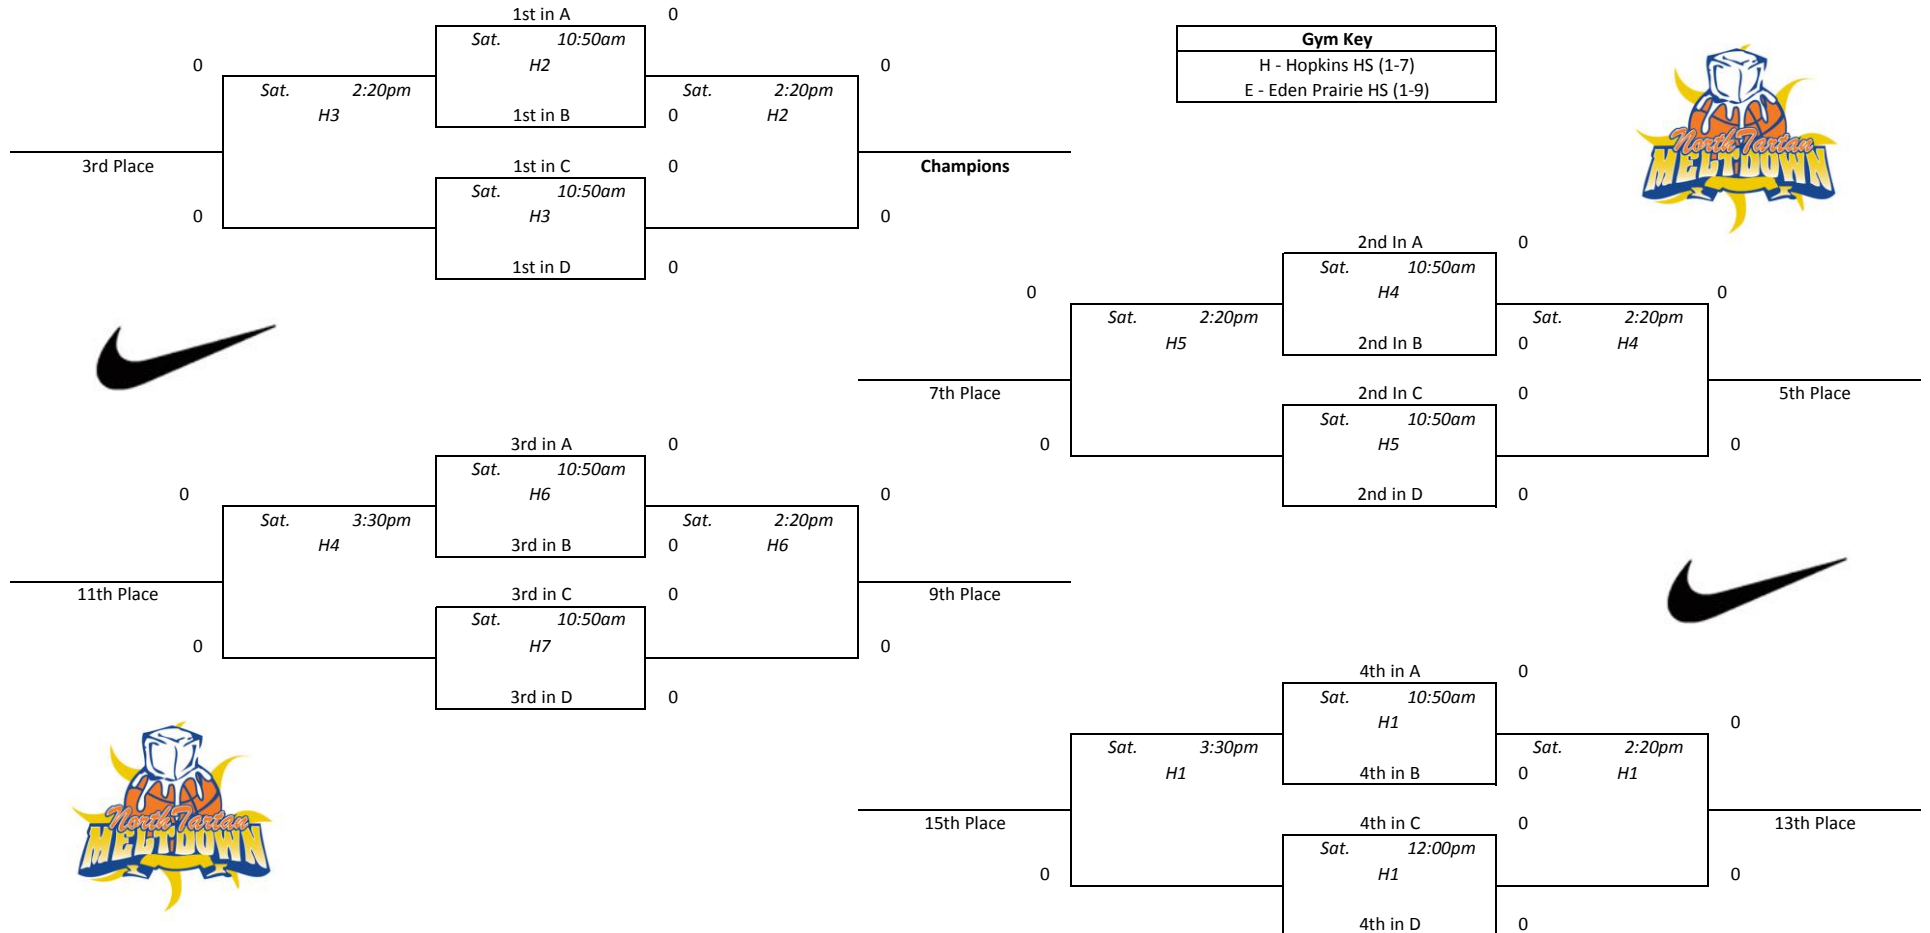 1st in A 0
Sat. 10:50am
H2
0 0
Sat. 2:20pm Sat. 2:20pm
H3 1st in B 0 H2
3rd Place 1st in C 0 Champions
Sat. 10:50am
H3
0 0
1st in D 0
Gym Key
H - Hopkins HS (1-7)
E - Eden Prairie HS (1-9)
North Tartan
MELTDOWN
2nd In A 0
Sat. 10:50am
H4
0 0
Sat. 2:20pm Sat. 2:20pm
H5 2nd In B 0 H4
7th Place 2nd In C 0 5th Place
Sat. 10:50am
H5
0 0
2nd in D 0
3rd in A 0
Sat. 10:50am
H6
0 0
Sat. 3:30pm Sat. 2:20pm
H4 3rd in B 0 H6
11th Place 3rd in C 0 9th Place
Sat. 10:50am
H7
0 0
3rd in D 0
North Tartan
MELTDOWN
4th in A 0
Sat. 10:50am
H1
0
Sat. 3:30pm Sat. 2:20pm
H1 4th in B 0 H1
15th Place 4th in C 0 13th Place
Sat. 12:00pm
H1
0 0
4th in D 0